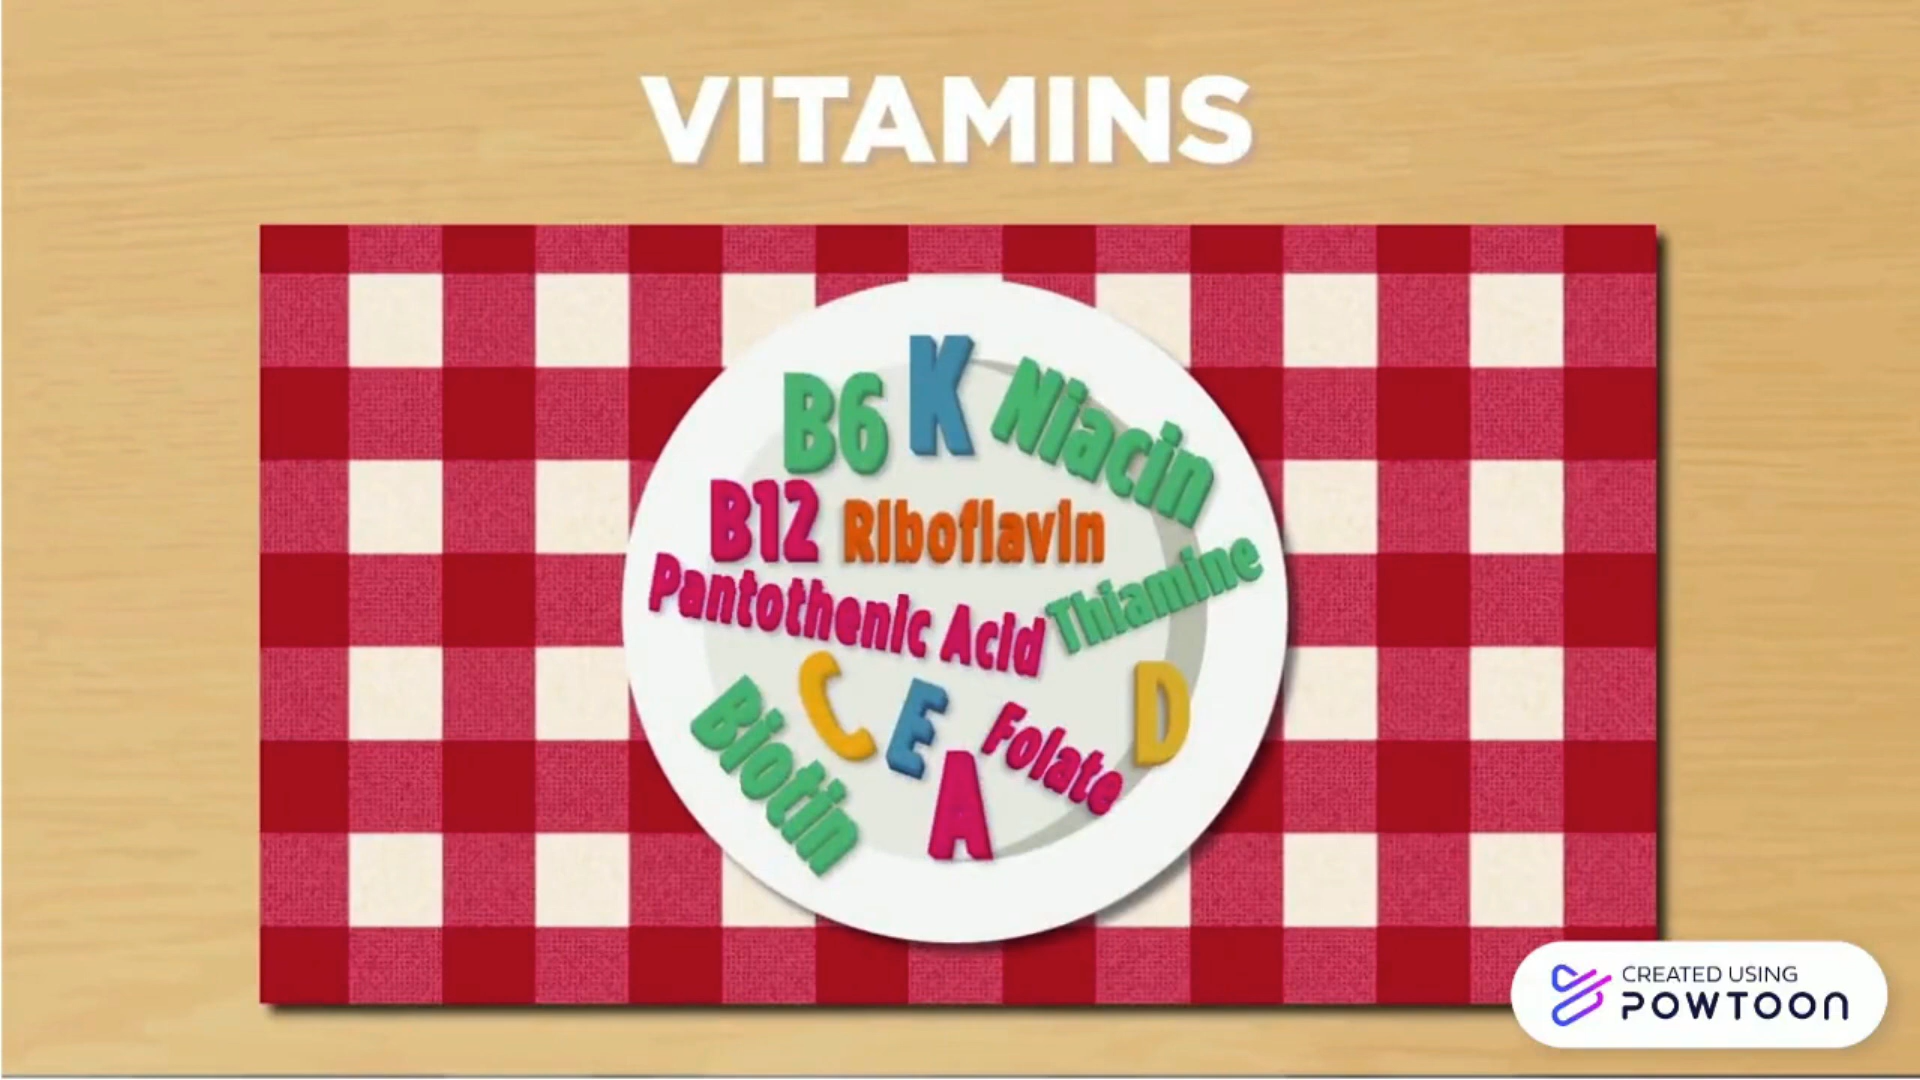 VITAMINS
B6 K Niacin
B12 Riboflavin
Pantothenic Acid Thiamine
C E D
Biotin Folate
A
CREATED USING
POWTOON